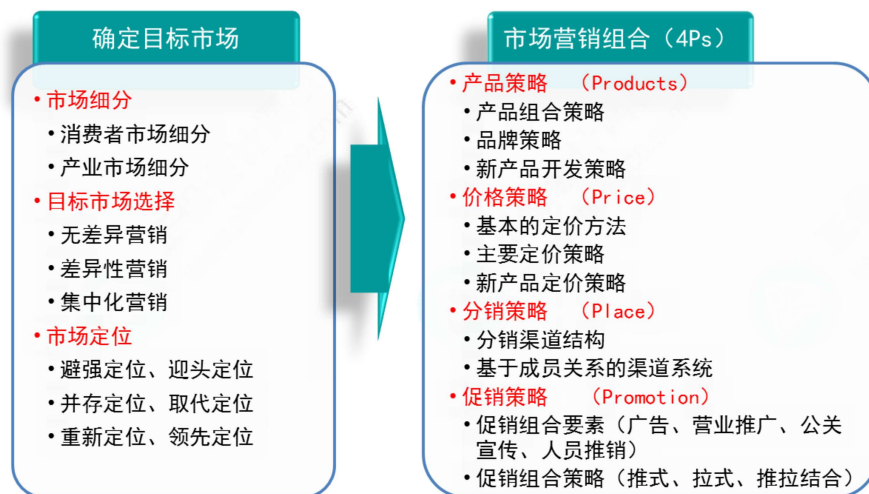 确定目标市场
•市场细分
•消费者市场细分
•产业市场细分
•目标市场选择
•无差异营销
•差异性营销
•集中化营销
•市场定位
•避强定位、迎头定位
•并存定位、取代定位
•重新定位、领先定位
市场营销组合（4Ps）
•产品策略 （Products）
•产品组合策略
•品牌策略
•新产品开发策略
•价格策略 （Price）
•基本的定价方法
•主要定价策略
•新产品定价策略
•分销策略 （Place）
•分销渠道结构
•基于成员关系的渠道系统
•促销策略 （Promotion）
•促销组合要素（广告、营业推广、公关
宣传、人员推销）
•促销组合策略（推式、拉式、推拉结合）